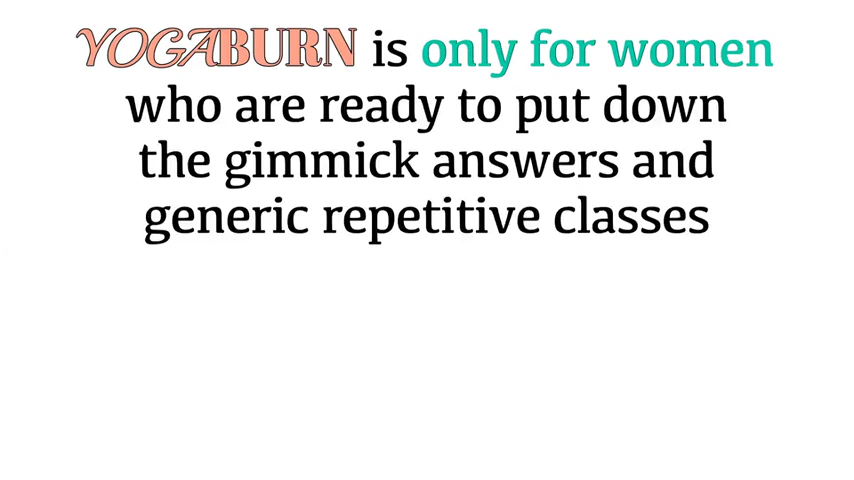 YOGABURN is only for women
who are ready to put down
the gimmick answers and
generic repetitive classes